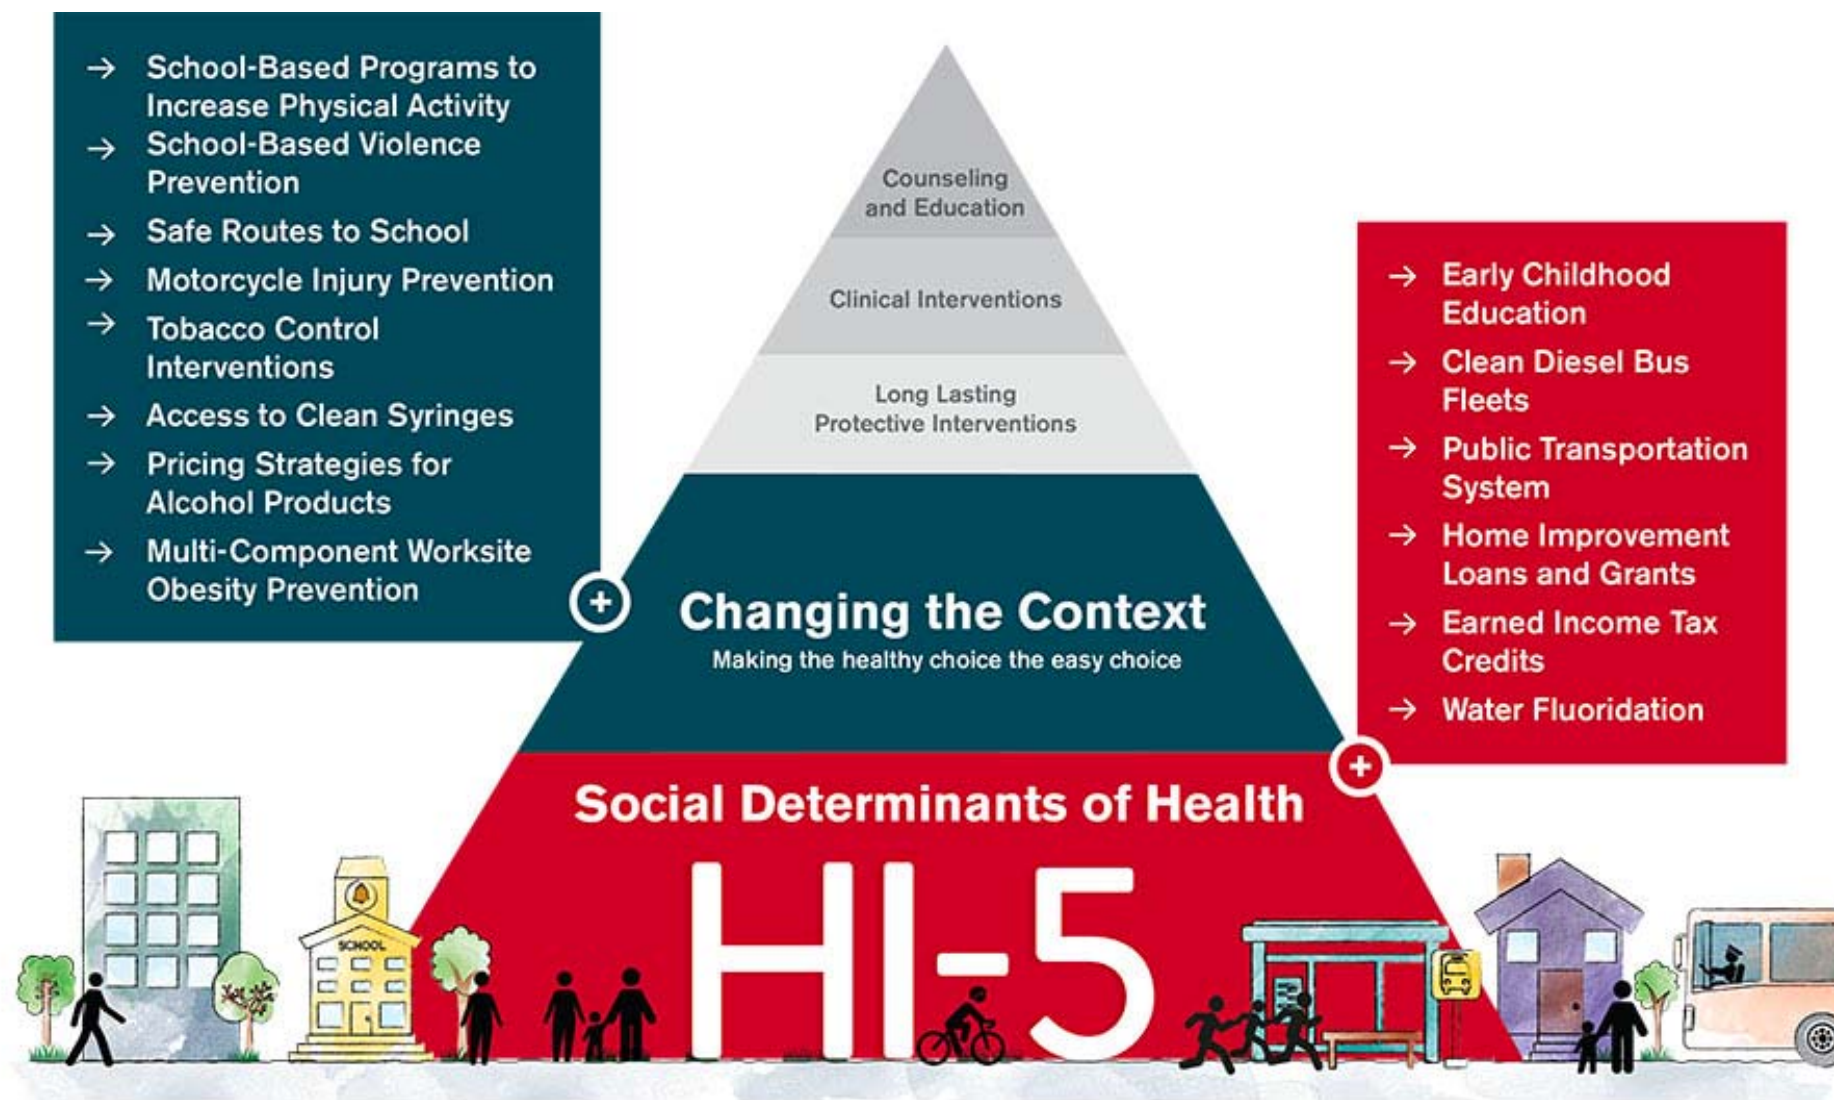 → School-Based Programs to
Increase Physical Activity
→ School-Based Violence
Prevention
→ Safe Routes to School
→ Motorcycle Injury Prevention
→ Tobacco Control
Interventions
→ Access to Clean Syringes
→ Pricing Strategies for
Alcohol Products
→ Multi-Component Worksite
Obesity Prevention
+
Counseling
and Education
Clinical Interventions
Long Lasting
Protective Interventions
Changing the Context
Making the healthy choice the easy choice
→ Early Childhood
Education
→ Clean Diesel Bus
Fleets
→ Public Transportation
System
→ Home Improvement
Loans and Grants
→ Earned Income Tax
Credits
→ Water Fluoridation
+
Social Determinants of Health
HI-5
SCHOOL